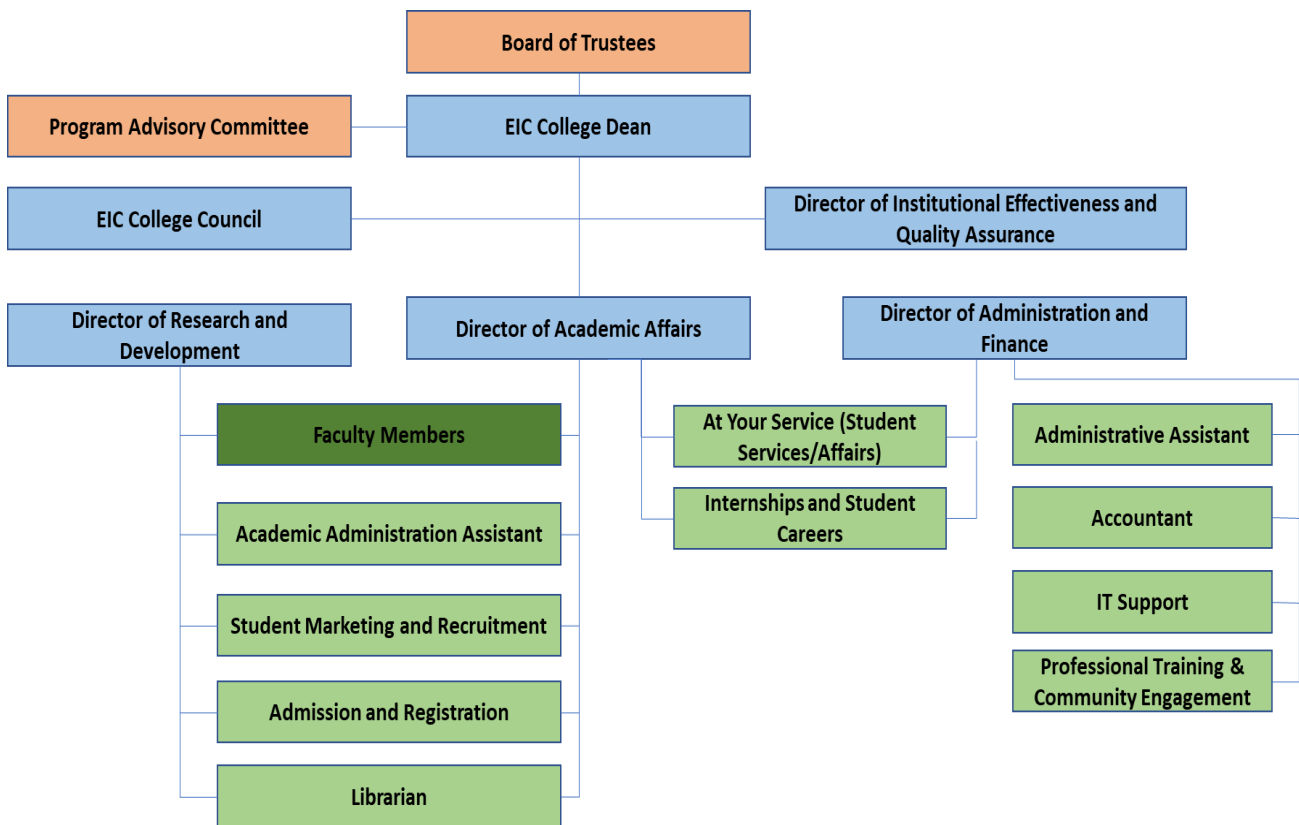 Board of Trustees
Program Advisory Committee
EIC College Dean
EIC College Council
Director of Institutional Effectiveness and
Quality Assurance
Director of Research and
Development
Director of Academic Affairs
Director of Administration and
Finance
Faculty Members
At Your Service (Student
Services/Affairs)
Administrative Assistant
Academic Administration Assistant
Internships and Student
Careers
Accountant
Student Marketing and Recruitment
IT Support
Admission and Registration
Professional Training &
Community Engagement
Librarian